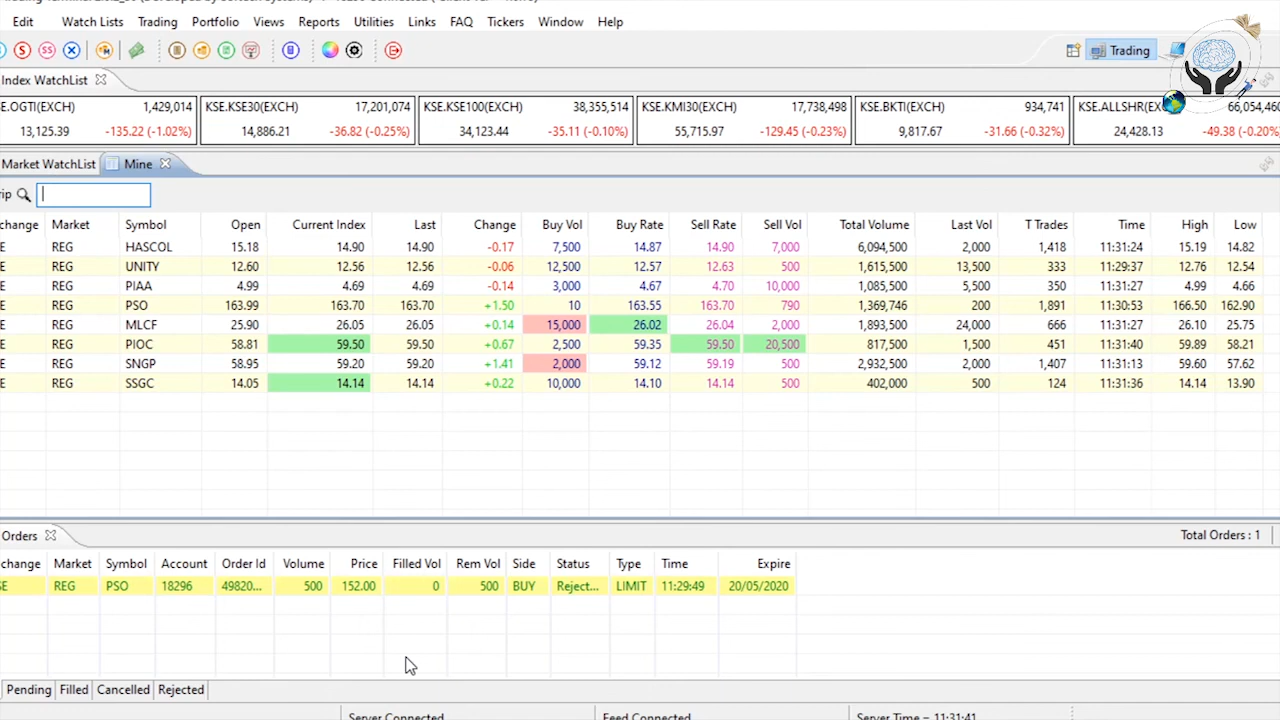 Edit Watch Lists Trading Portfolio Views Reports Utilities Links FAQ Tickers Window Help
S SS X M Trading
Index WatchList
E.OGTI(EXCH) 1,429,014 KSE.KSE30(EXCH) 17,201,074 KSE.KSE100(EXCH) 38,355,514 KSE.KMI30(EXCH) 17,738,498 KSE.BKTI(EXCH) 934,741 KSE.ALLSHR(EX 66,054,46
13,125.39 -135.22 (-1.02%) 14,886.21 -36.82 (-0.25%) 34,123.44 -35.11 (-0.10%) 55,715.97 -129.45 (-0.23%) 9,817.67 -31.66 (-0.32%) 24,428.13 -49.38 (-0.20%
Market WatchList Mine
rip
change Market Symbol Open Current Index Last Change Buy Vol Buy Rate Sell Rate Sell Vol Total Volume Last Vol T Trades Time High Low
E REG HASCOL 15.18 14.90 14.90 -0.17 7,500 14.87 14.90 7,000 6,094,500 2,000 1,418 11:31:24 15.19 14.82
E REG UNITY 12.60 12.56 12.56 -0.06 12,500 12.57 12.63 500 1,615,500 13,500 333 11:29:37 12.76 12.54
E REG PIAA 4.99 4.69 4.69 -0.14 3,000 4.67 4.70 10,000 1,085,500 5,500 350 11:31:27 4.99 4.66
E REG PSO 163.99 163.70 163.70 +1.50 10 163.55 163.70 790 1,369,746 200 1,891 11:30:53 166.50 162.90
E REG MLCF 25.90 26.05 26.05 +0.14 15,000 26.02 26.04 2,000 1,893,500 24,000 666 11:31:27 26.10 25.75
E REG PIOC 58.81 59.50 59.50 +0.67 2,500 59.35 59.50 20,500 817,500 1,500 451 11:31:40 59.89 58.21
E REG SNGP 58.95 59.20 59.20 +1.41 2,000 59.12 59.19 500 2,932,500 2,000 1,407 11:31:13 59.60 57.62
E REG SSGC 14.05 14.14 14.14 +0.22 10,000 14.10 14.14 500 402,000 500 124 11:31:36 14.14 13.90
Orders Total Orders : 1
change Market Symbol Account Order Id Volume Price Filled Vol Rem Vol Side Status Type Time Expire
SE REG PSO 18296 49820... 500 152.00 0 500 BUY Reject... LIMIT 11:29:49 20/05/2020
Pending Filled Cancelled Rejected
Server Connected Feed Connected Server Time = 11:31:41